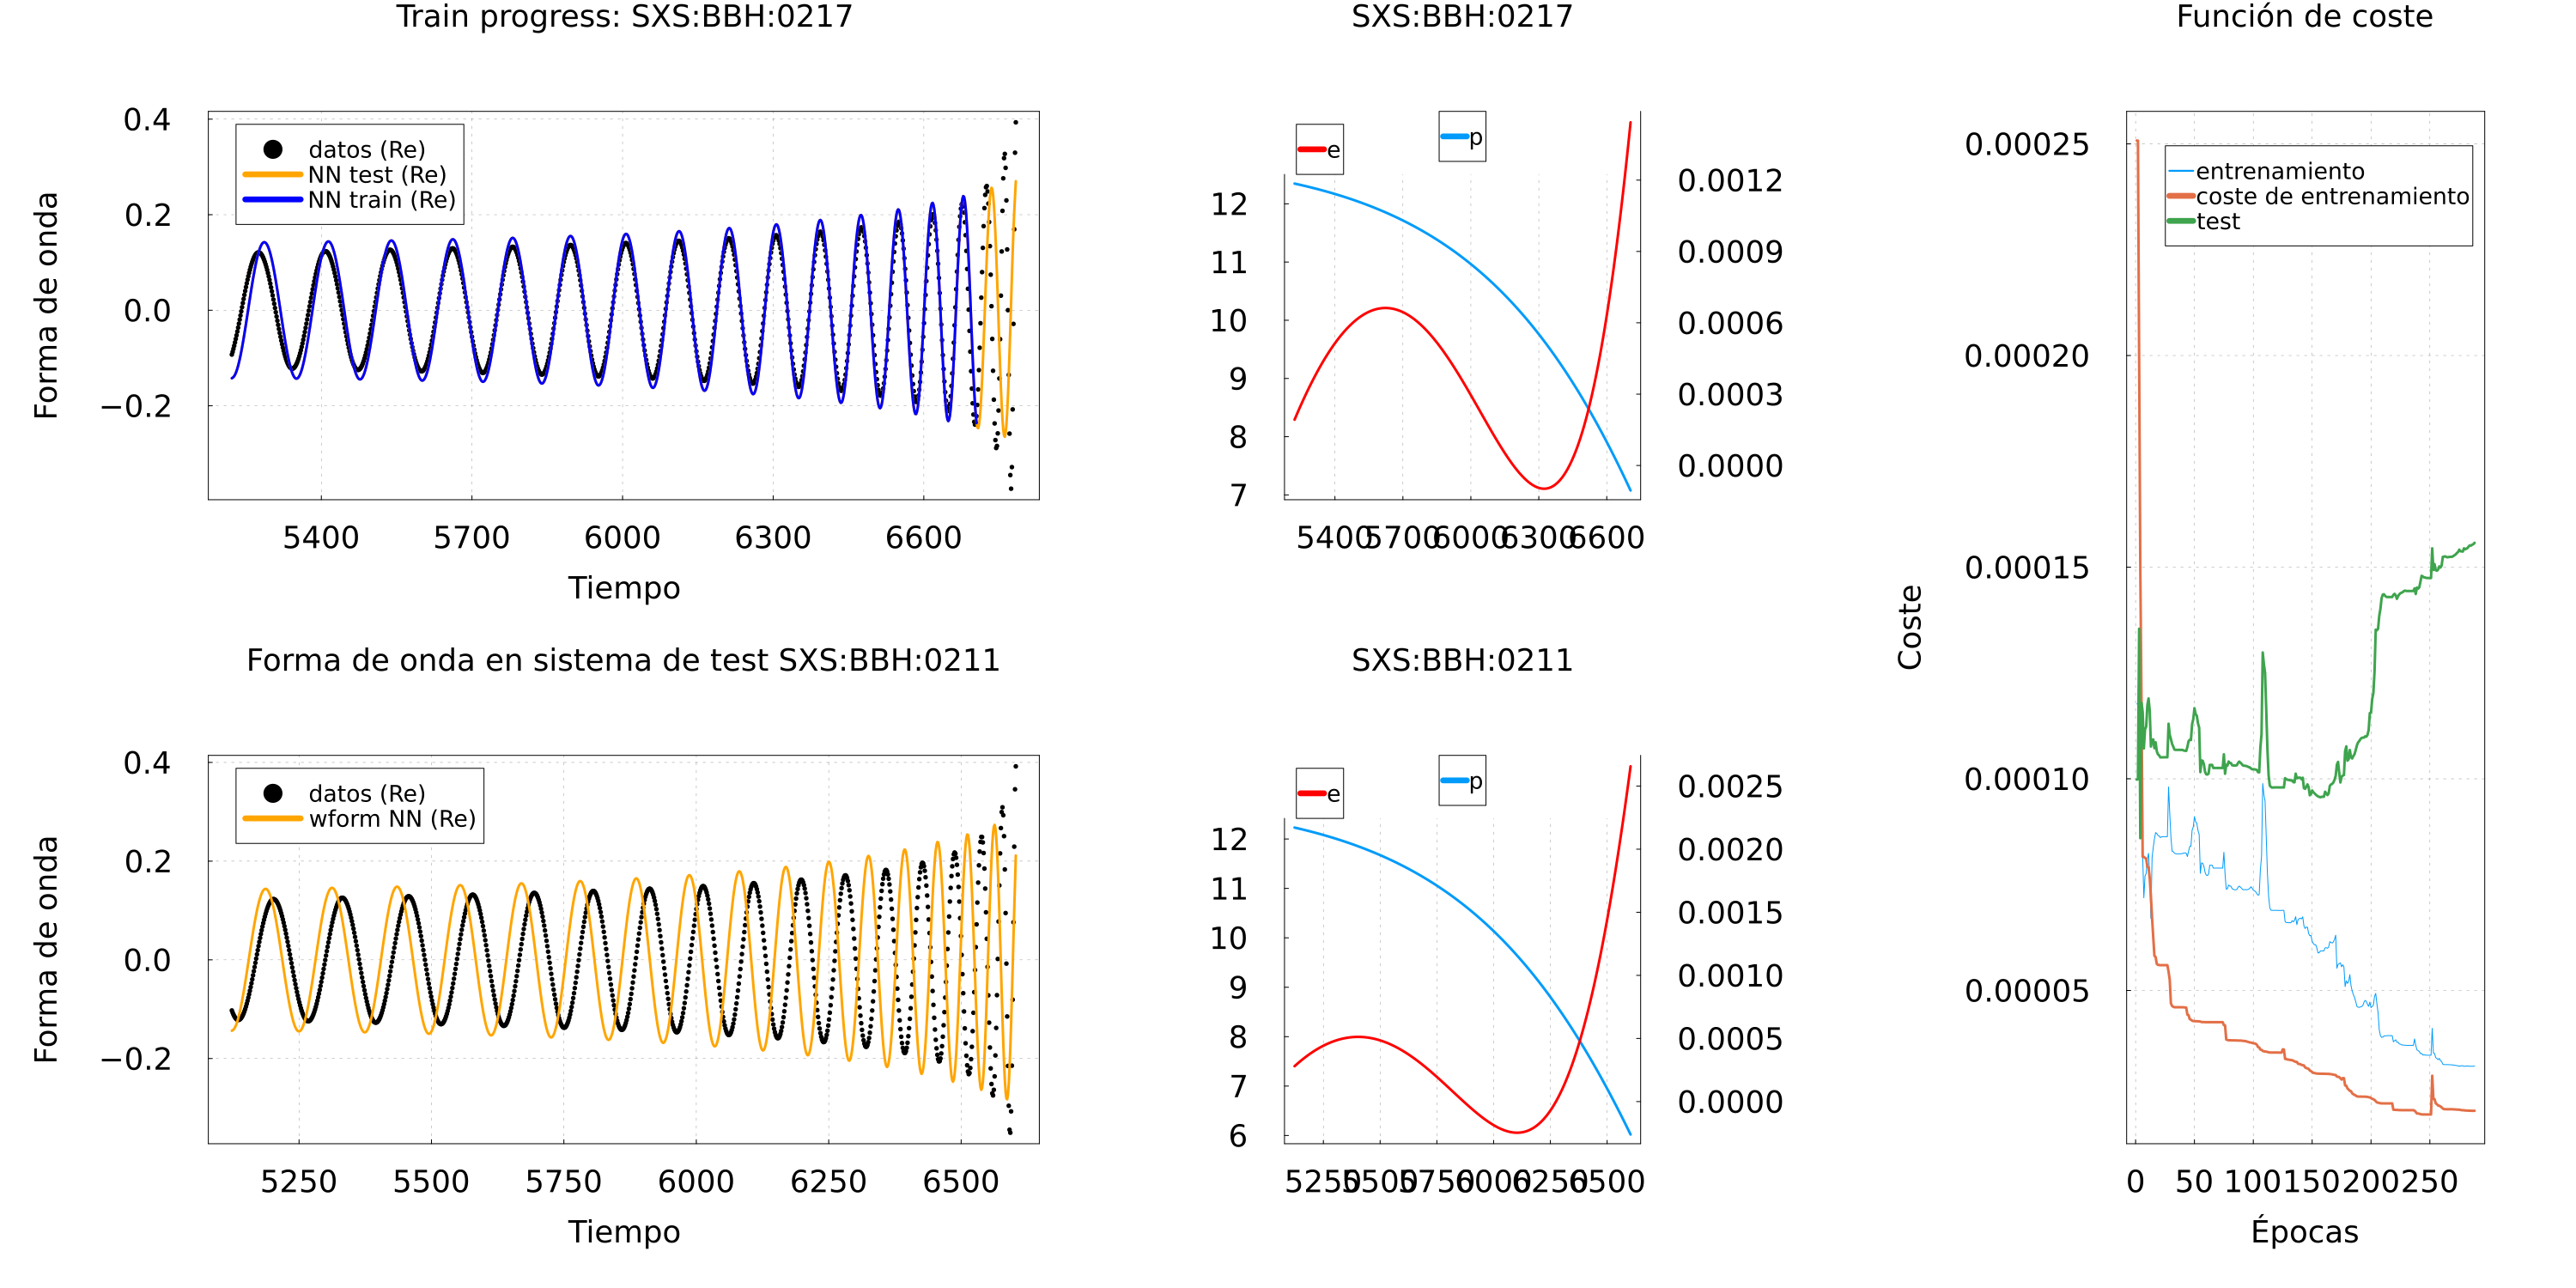 Train progress: SXS:BBH:0217
Forma de onda
0.4
0.2
0.0
−0.2
datos (Re)
NN test (Re)
NN train (Re)
5400 5700 6000 6300 6600
Tiempo
SXS:BBH:0217
e
p
12
11
10
9
8
7
0.0012
0.0009
0.0006
0.0003
0.0000
5400 5700 6000 6300 6600
Forma de onda en sistema de test SXS:BBH:0211
Forma de onda
0.4
0.2
0.0
−0.2
datos (Re)
wform NN (Re)
5250 5500 5750 6000 6250 6500
Tiempo
SXS:BBH:0211
e
p
12
11
10
9
8
7
6
0.0025
0.0020
0.0015
0.0010
0.0005
0.0000
5250 5500 5750 6000 6250 6500
Función de coste
Coste
0.00025
0.00020
0.00015
0.00010
0.00005
entrenamiento
coste de entrenamiento
test
0 50 100 150 200 250
Épocas